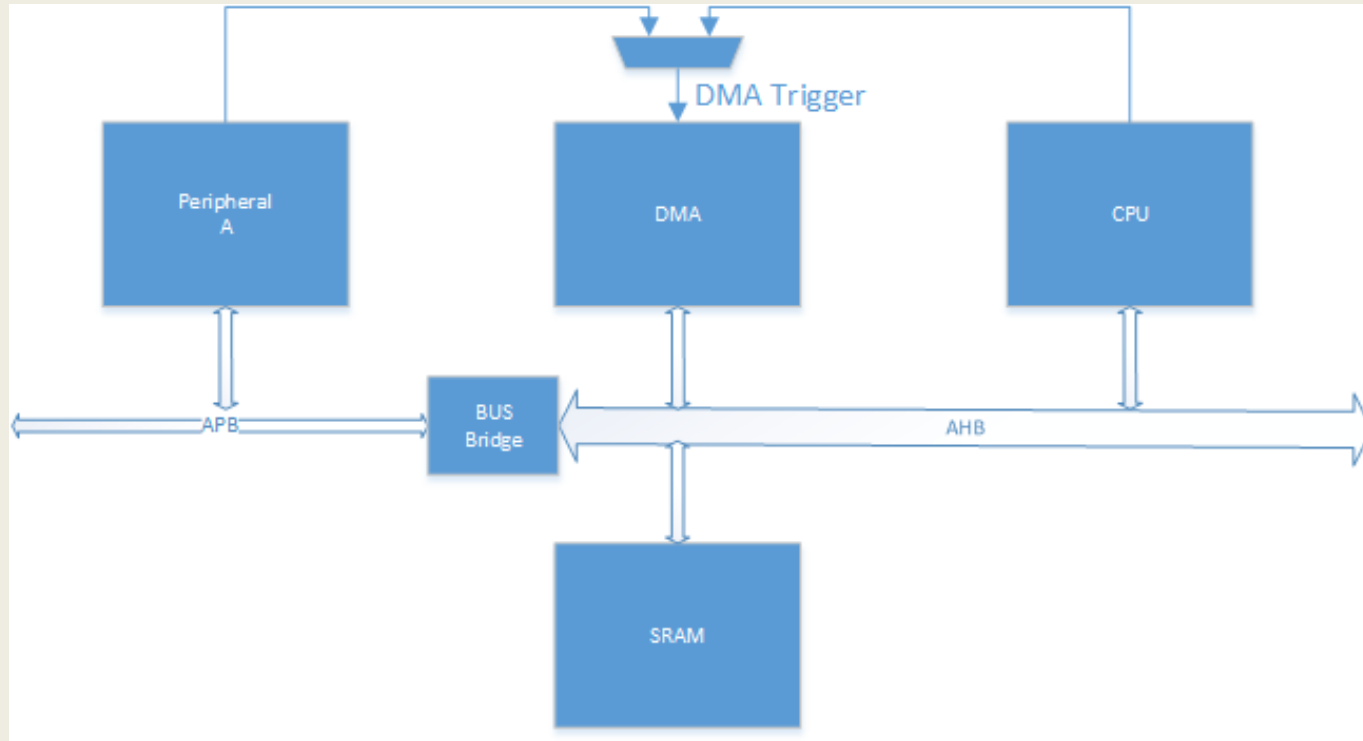 DMA Trigger
Peripheral
A
DMA
CPU
APB
BUS
Bridge
AHB
SRAM